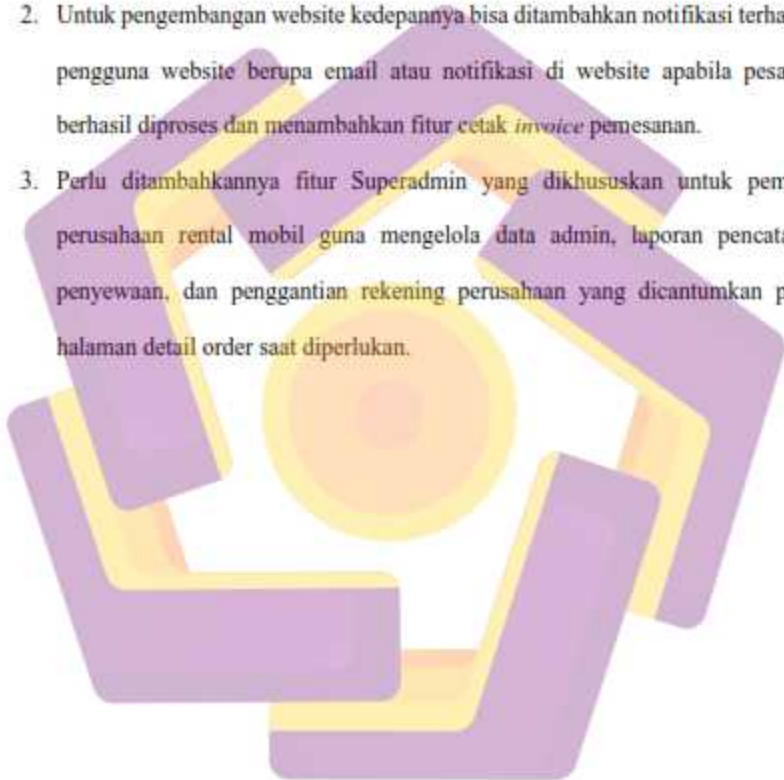 2. Untuk pengembangan website kedepannya bisa ditambahkan notifikasi terha
pengguna website berupa email atau notifikasi di website apabila pesa
berhasil diproses dan menambahkan fitur cetak invoice pemesanan.
3. Perlu ditambahkannya fitur Superadmin yang dikhususkan untuk pem
perusahaan rental mobil guna mengelola data admin, laporan pencata
penyewaan, dan penggantian rekening perusahaan yang dicantumkan p
halaman detail order saat diperlukan.